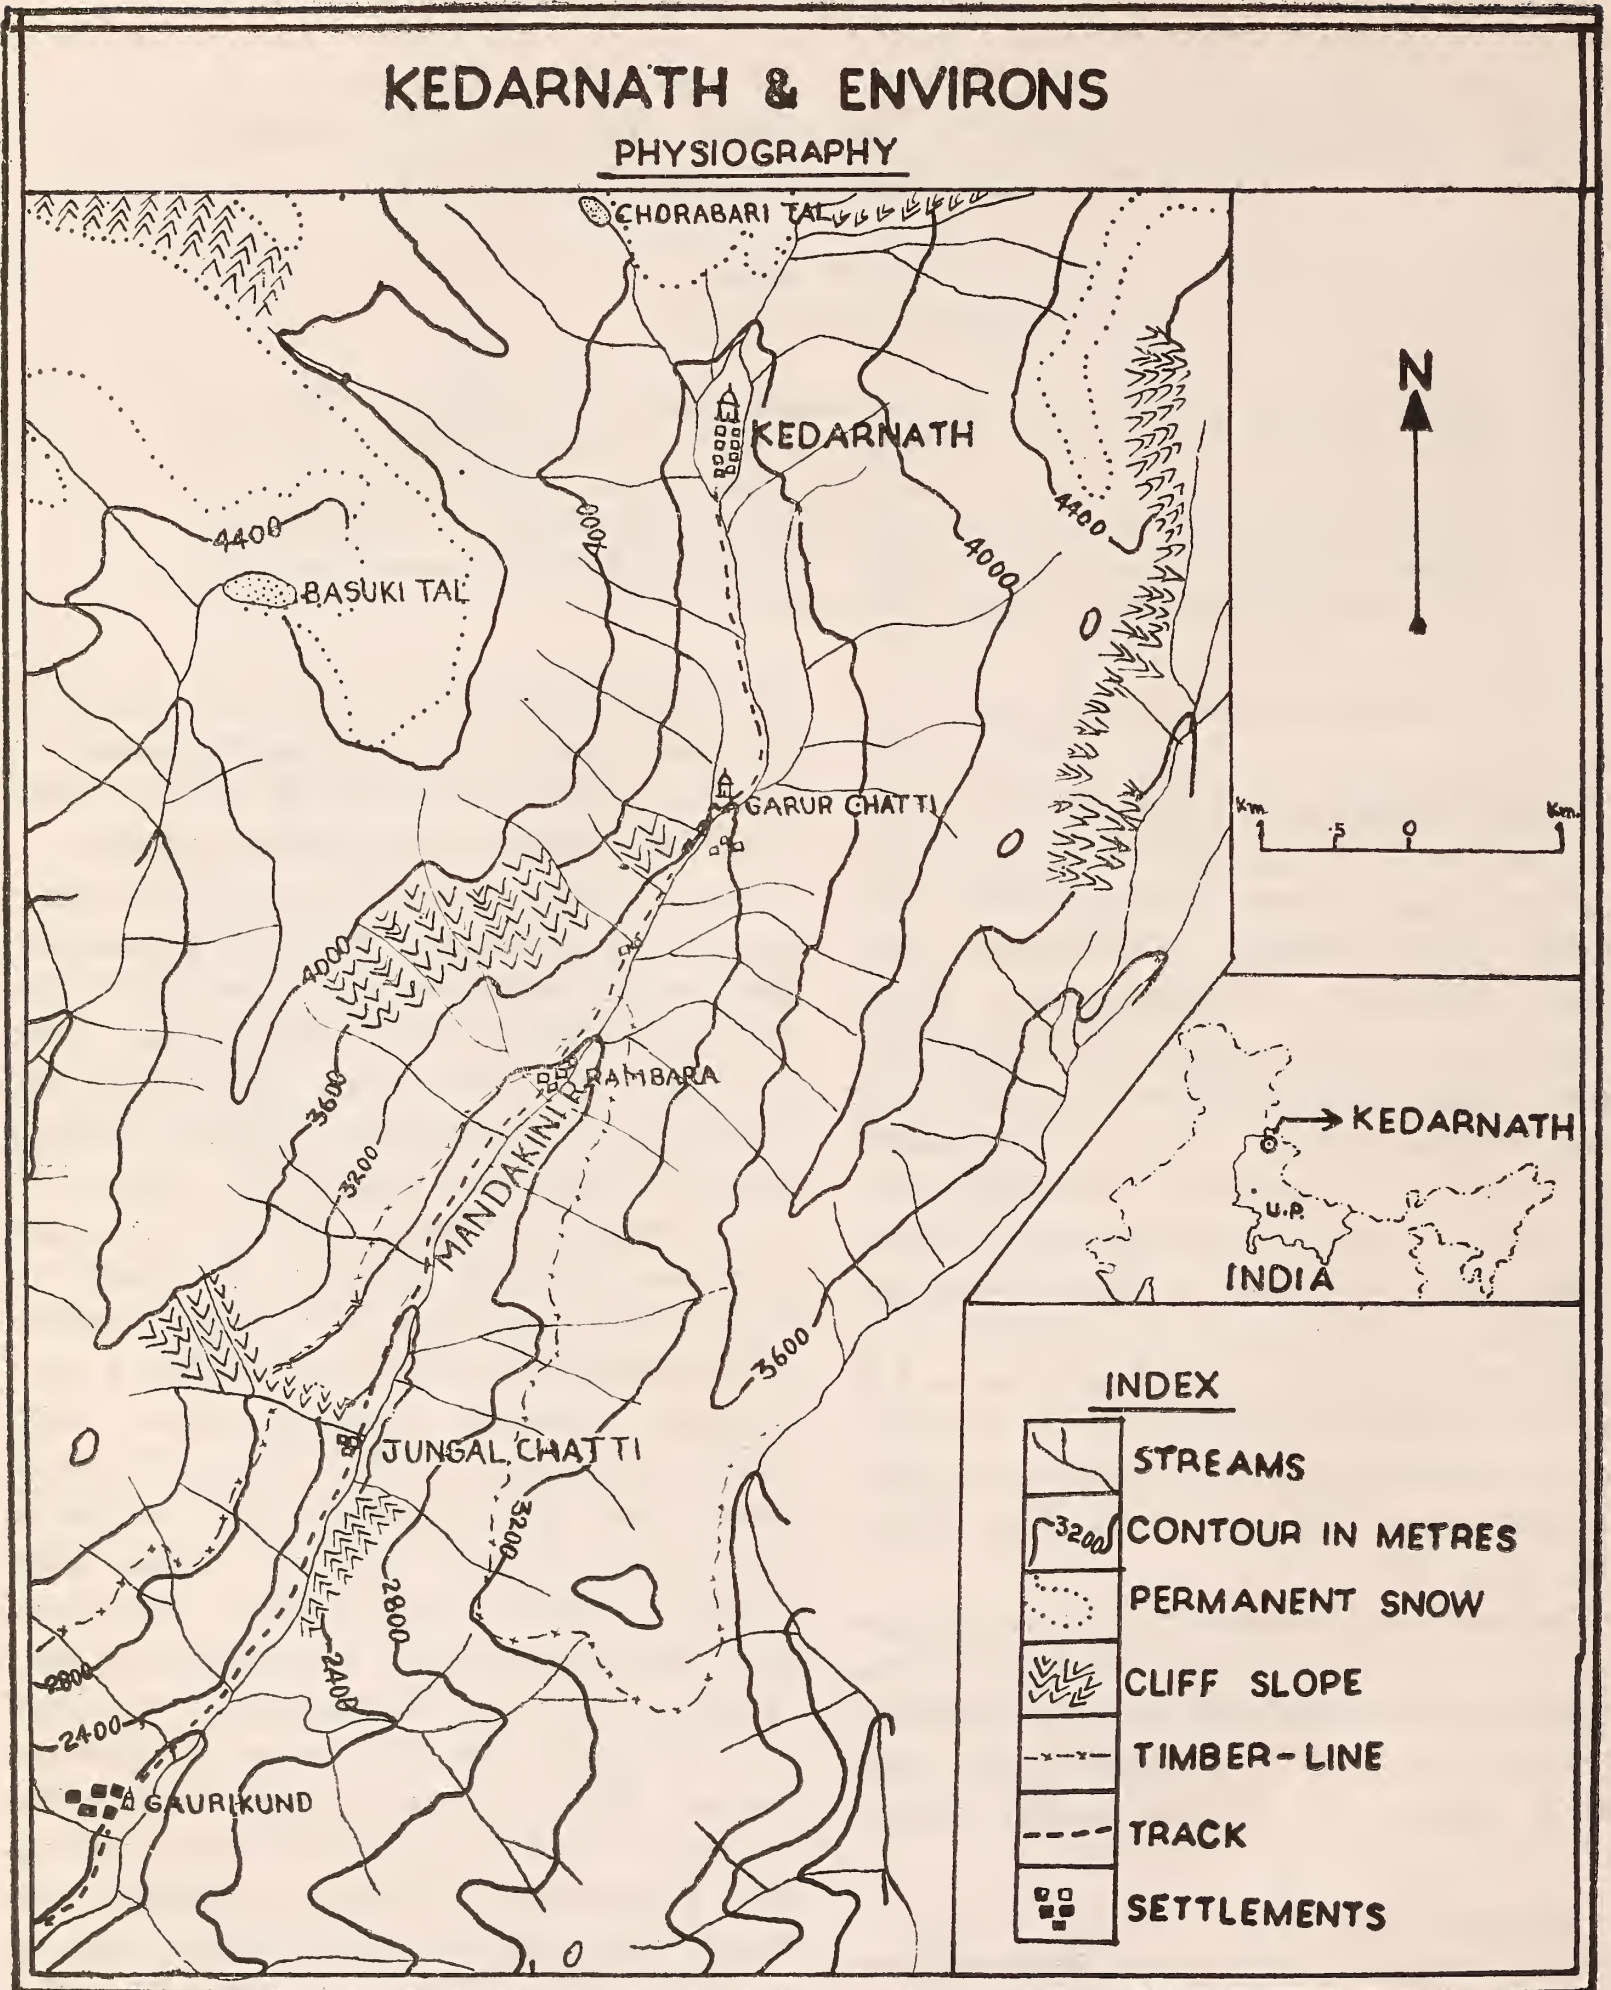 KEDARNATH & ENVIRONS
PHYSIOGRAPHY
CHORABARI TAL
N
KEDARNATH
4400
4400
4000
4000
BASUKI TAL
GARUR CHATTI
Km. .5 0 Km.
4000
RAMBARA
3600
KEDARNATH
MANDAKINI R.
3200
U.P.
INDIA
3600
INDEX
JUNGAL CHATTI
STREAMS
3200
3200
CONTOUR IN METRES
2800
PERMANENT SNOW
2800
2400
CLIFF SLOPE
2400
TIMBER-LINE
GAURIKUND
TRACK
SETTLEMENTS